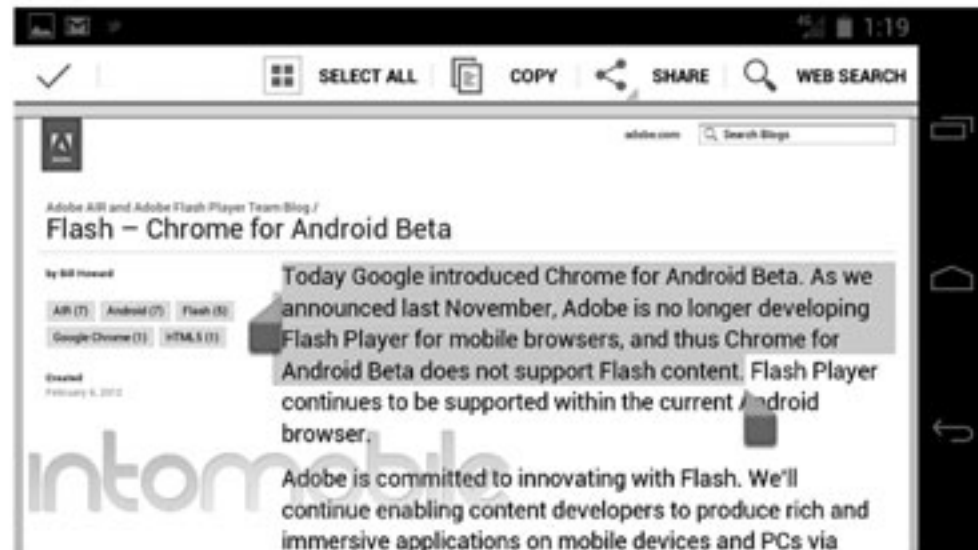 4G 1:19
SELECT ALL COPY SHARE WEB SEARCH
adobe.com Search Blogs
Adobe AIR and Adobe Flash Player Team Blog /
Flash – Chrome for Android Beta
by Bill Howard
AIR (7) Android (7) Flash (5)
Google Chrome (1) HTML5 (1)
Created
February 6, 2012
Today Google introduced Chrome for Android Beta. As we
announced last November, Adobe is no longer developing
Flash Player for mobile browsers, and thus Chrome for
Android Beta does not support Flash content. Flash Player
continues to be supported within the current Android
browser.
Adobe is committed to innovating with Flash. We'll
continue enabling content developers to produce rich and
immersive applications on mobile devices and PCs via
intomobile